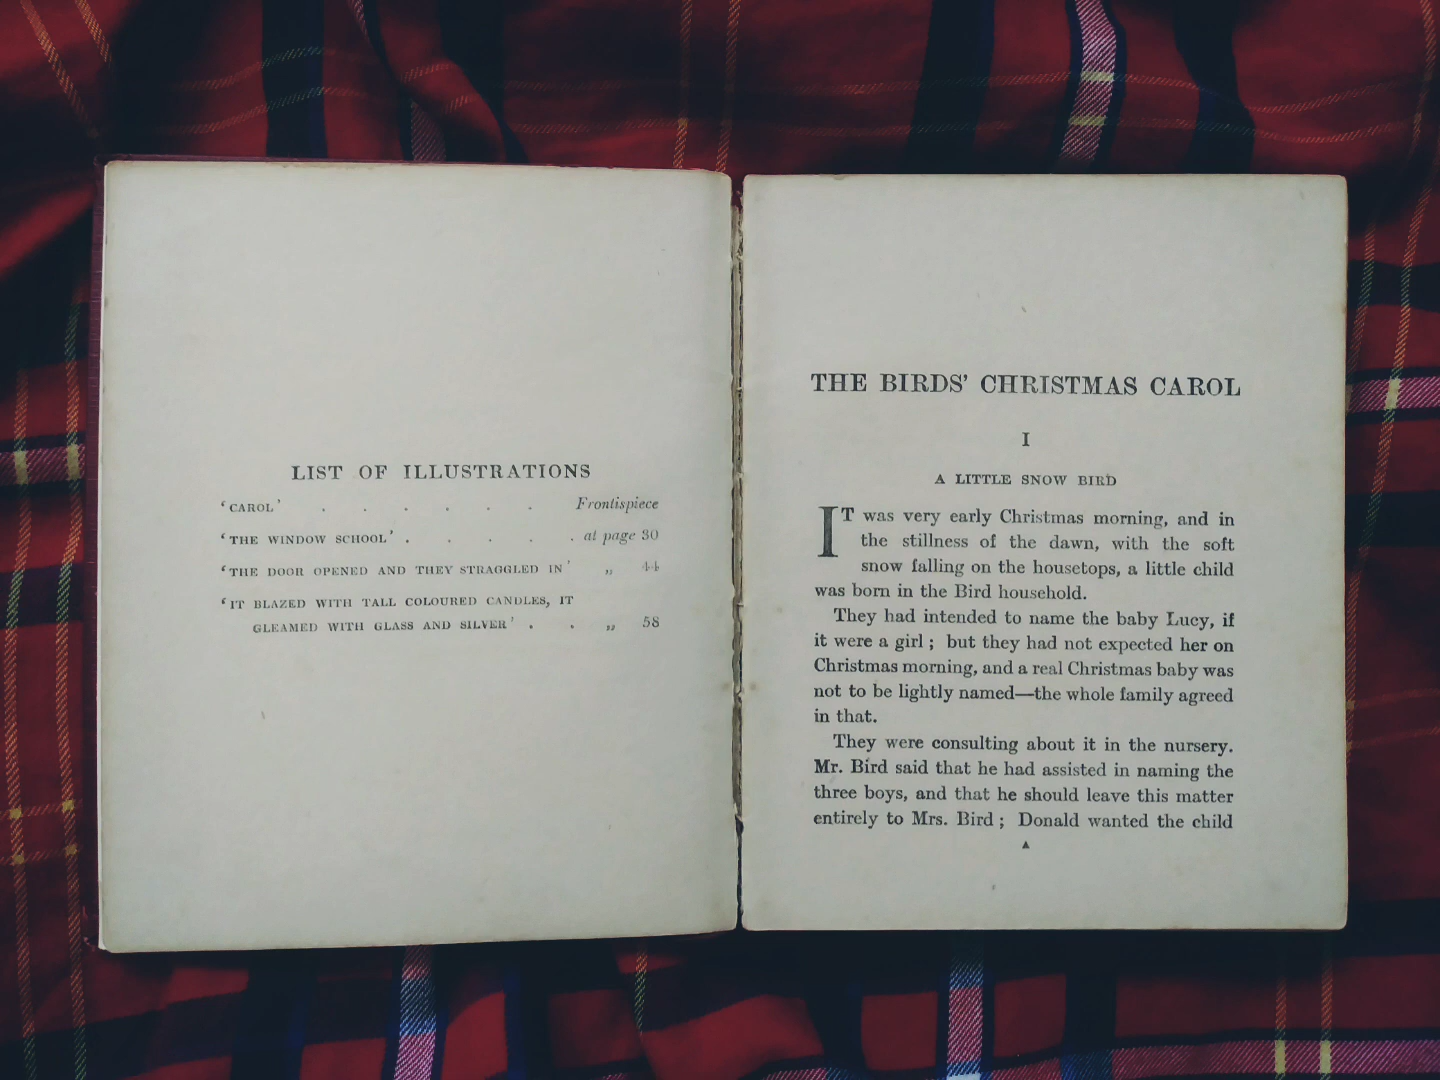 LIST OF ILLUSTRATIONS
‘CAROL’ . . . . . . Frontispiece
‘THE WINDOW SCHOOL’ . . . . . at page 30
‘THE DOOR OPENED AND THEY STRAGGLED IN’ ,, 44
‘IT BLAZED WITH TALL COLOURED CANDLES, IT
GLEAMED WITH GLASS AND SILVER’ . . ,, 58
THE BIRDS’ CHRISTMAS CAROL
I
A LITTLE SNOW BIRD
IT was very early Christmas morning, and in
the stillness of the dawn, with the soft
snow falling on the housetops, a little child
was born in the Bird household.
They had intended to name the baby Lucy, if
it were a girl ; but they had not expected her on
Christmas morning, and a real Christmas baby was
not to be lightly named—the whole family agreed
in that.
They were consulting about it in the nursery.
Mr. Bird said that he had assisted in naming the
three boys, and that he should leave this matter
entirely to Mrs. Bird ; Donald wanted the child
▲